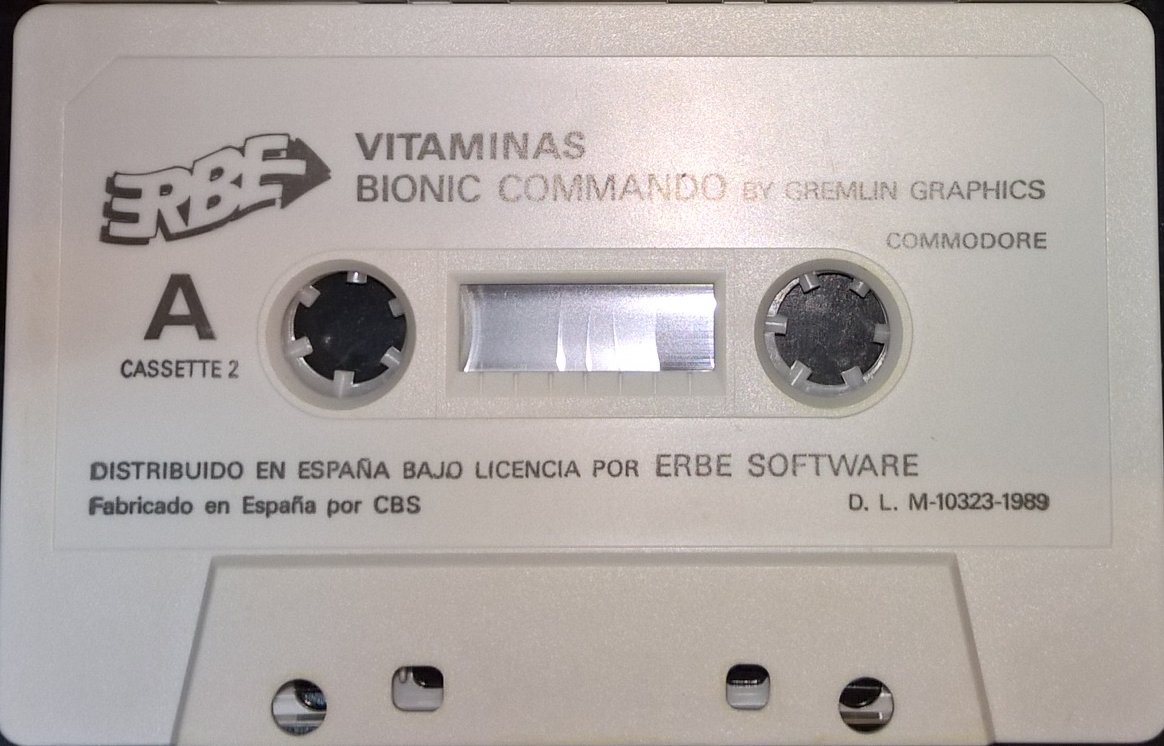 ERBE
VITAMINAS
BIONIC COMMANDO BY GREMLIN GRAPHICS
COMMODORE
A
CASSETTE 2
DISTRIBUIDO EN ESPAÑA BAJO LICENCIA POR ERBE SOFTWARE
Fabricado en España por CBS
D. L. M-10323-1989